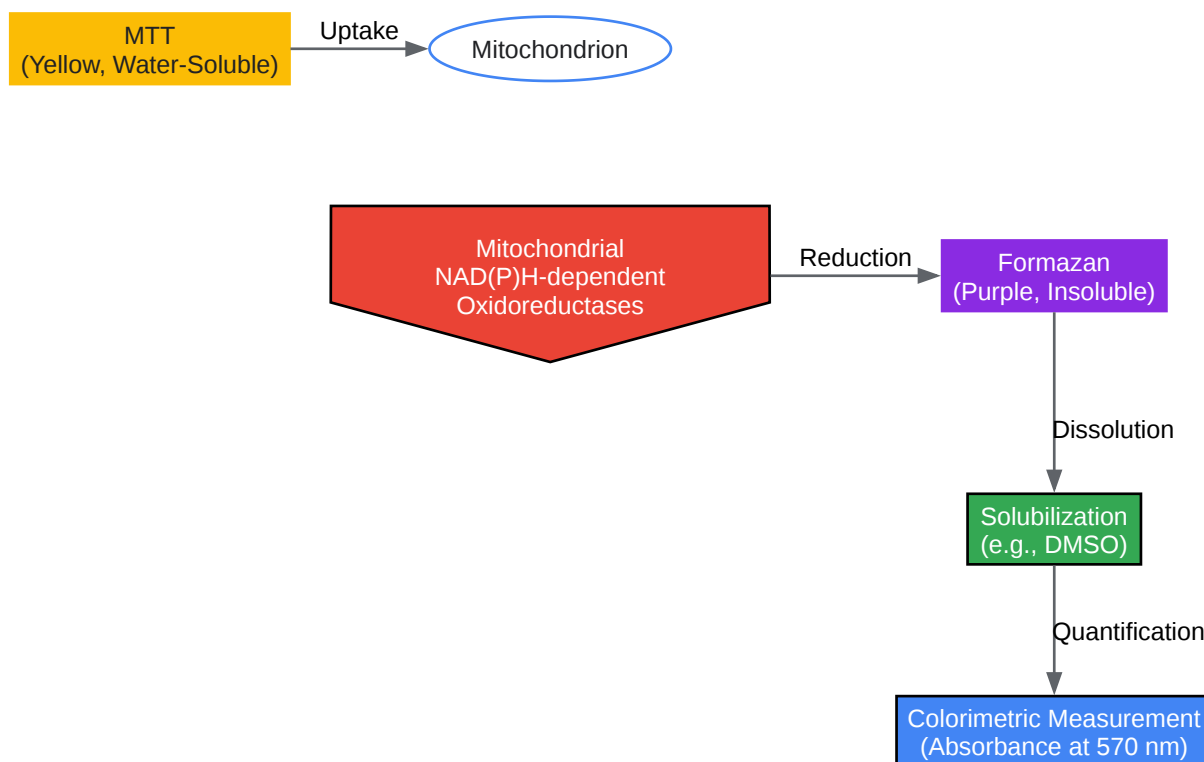 MTT
(Yellow, Water-Soluble)
Uptake
Mitochondrion
Mitochondrial
NAD(P)H-dependent
Oxidoreductases
Reduction
Formazan
(Purple, Insoluble)
Dissolution
Solubilization
(e.g., DMSO)
Quantification
Colorimetric Measurement
(Absorbance at 570 nm)